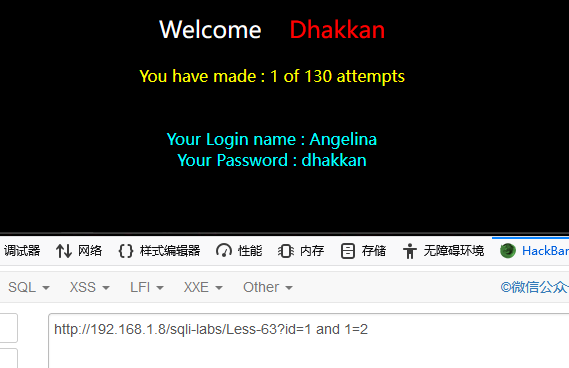 Welcome Dhakkan
You have made : 1 of 130 attempts
Your Login name : Angelina
Your Password : dhakkan
调试器 网络 样式编辑器 性能 内存 存储 无障碍环境 HackBar
SQL XSS LFI XXE Other ©微信公众
http://192.168.1.8/sqli-labs/Less-63?id=1 and 1=2